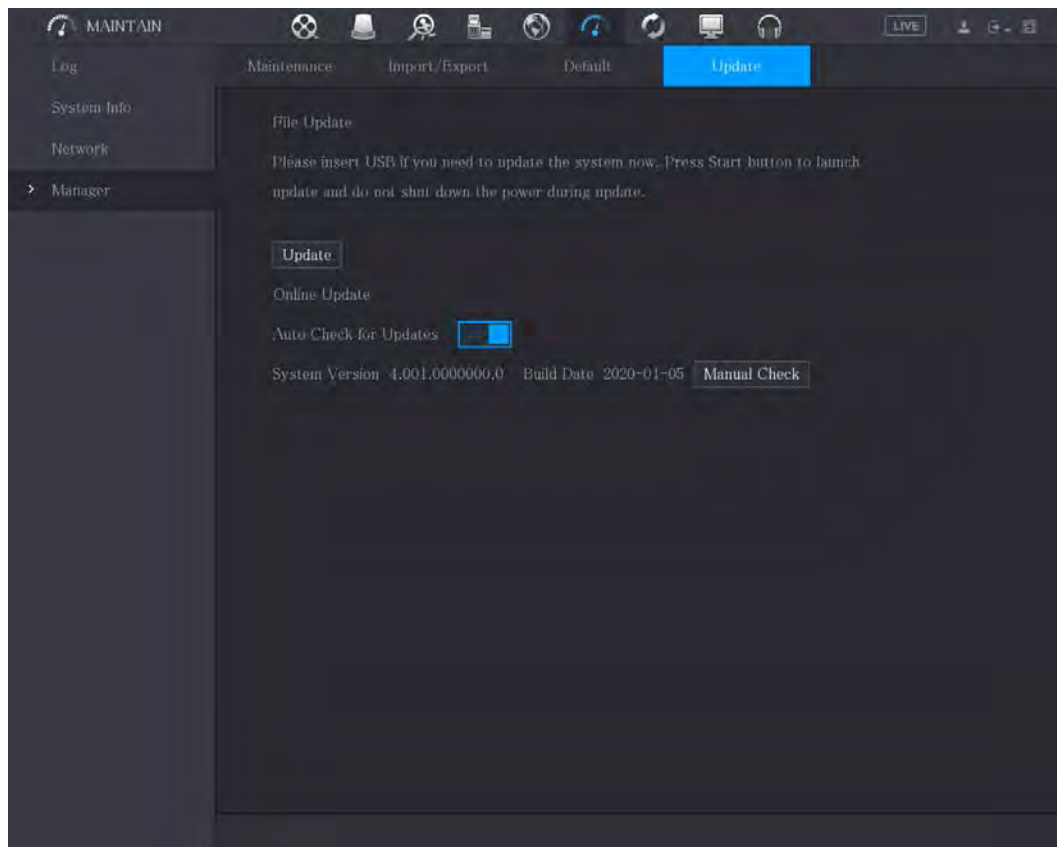 MAINTAIN
LIVE
Log
System Info
Network
Manager
Maintenance Import/Export Default Update
File Update
Please insert USB if you need to update the system now. Press Start button to launch
update and do not shut down the power during update.
Update
Online Update
Auto Check for Updates
System Version 4.001.0000000.0 Build Date 2020-01-05 Manual Check